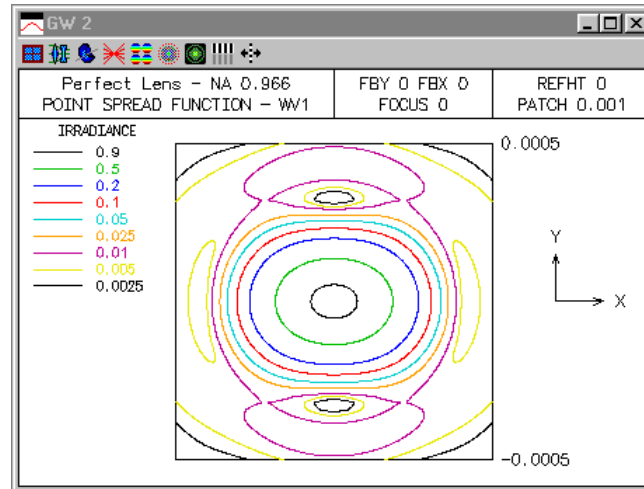 GW 2
Perfect Lens - NA 0.966
POINT SPREAD FUNCTION - WV1
FBY 0 FBX 0
FOCUS 0
REFHT 0
PATCH 0.001
IRRADIANCE
0.9
0.5
0.2
0.1
0.05
0.025
0.01
0.005
0.0025
0.0005
Y
X
-0.0005